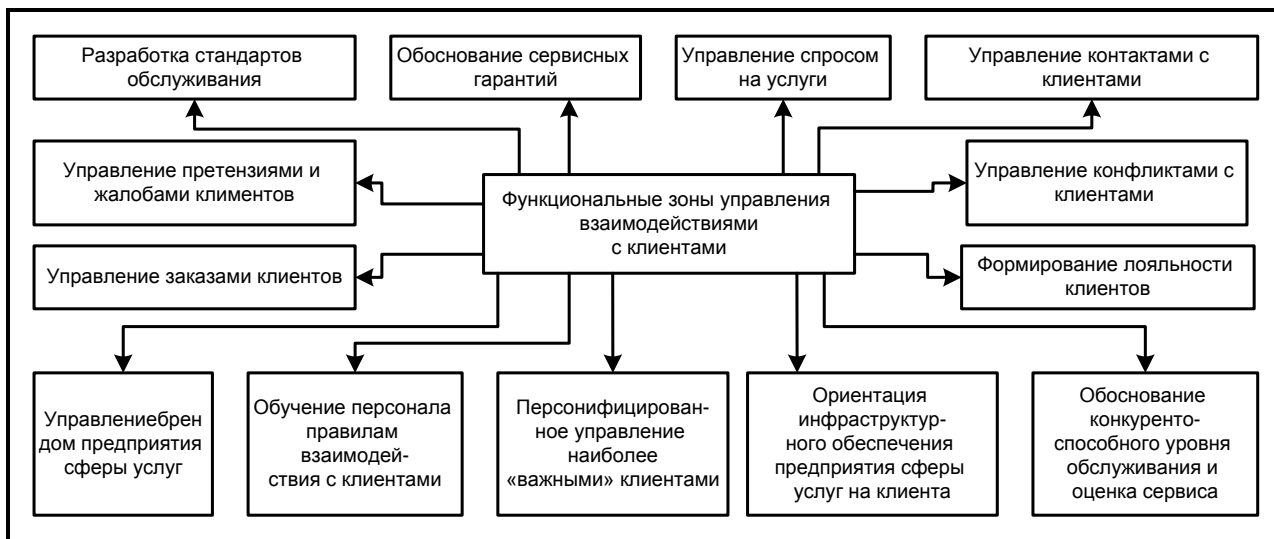 Разработка стандартов
обслуживания
Обоснование сервисных
гарантий
Управление спросом
на услуги
Управление контактами с
клиентами
Управление претензиями и
жалобами климентов
Функциональные зоны управления
взаимодействиями
с клиентами
Управление конфликтами с
клиентами
Управление заказами клиентов
Формирование лояльности
клиентов
Управлениебрен
дом предприятия
сферы услуг
Обучение персонала
правилам
взаимодей-
ствия с клиентами
Персонифицирован-
ное управление
наиболее
«важными» клиентами
Ориентация
инфраструктур-
ного обеспечения
предприятия сферы
услуг на клиента
Обоснование
конкуренто-
способного уровня
обслуживания и
оценка сервиса